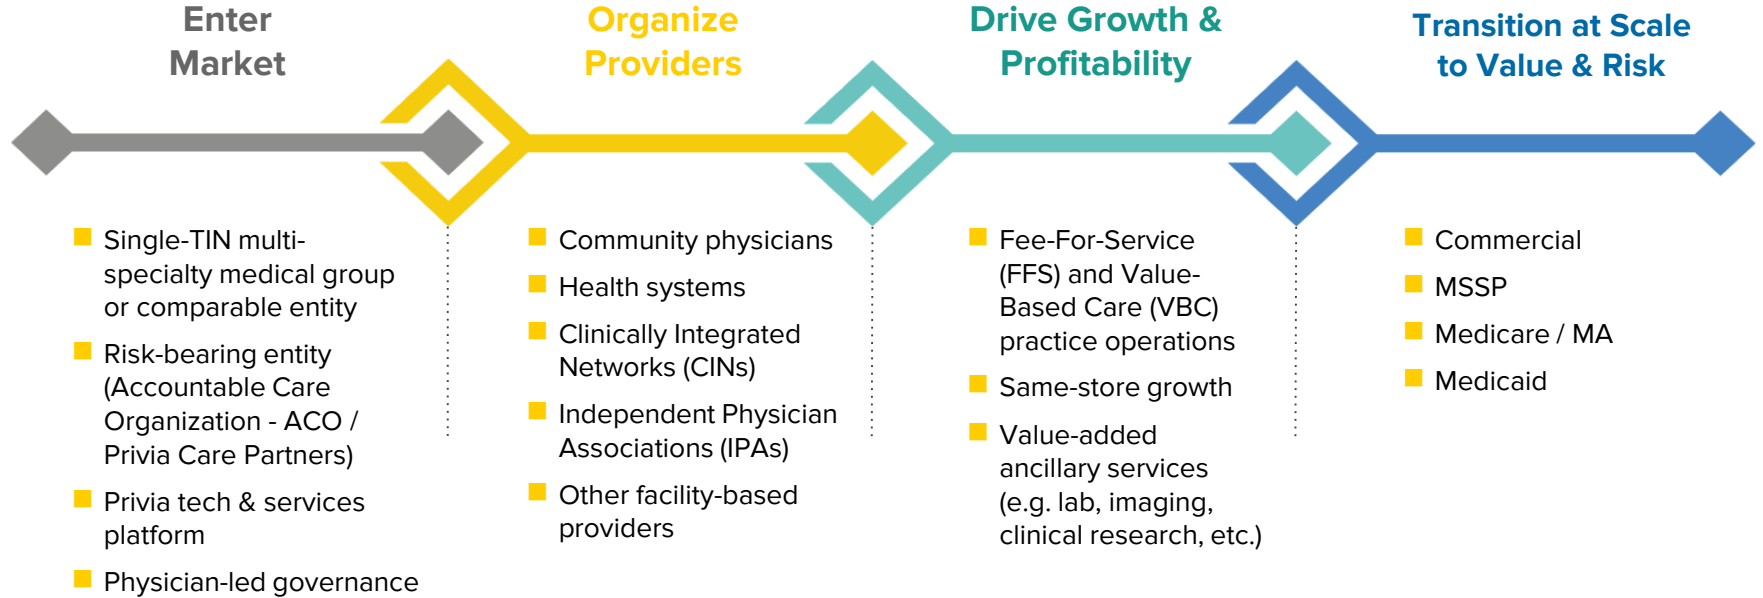 Enter
Market
Organize
Providers
Drive Growth &
Profitability
Transition at Scale
to Value & Risk
Single-TIN multi-
specialty medical group
or comparable entity
Risk-bearing entity
(Accountable Care
Organization - ACO /
Privia Care Partners)
Privia tech & services
platform
Physician-led governance
Community physicians
Health systems
Clinically Integrated
Networks (CINs)
Independent Physician
Associations (IPAs)
Other facility-based
providers
Fee-For-Service
(FFS) and Value-
Based Care (VBC)
practice operations
Same-store growth
Value-added
ancillary services
(e.g. lab, imaging,
clinical research, etc.)
Commercial
MSSP
Medicare / MA
Medicaid